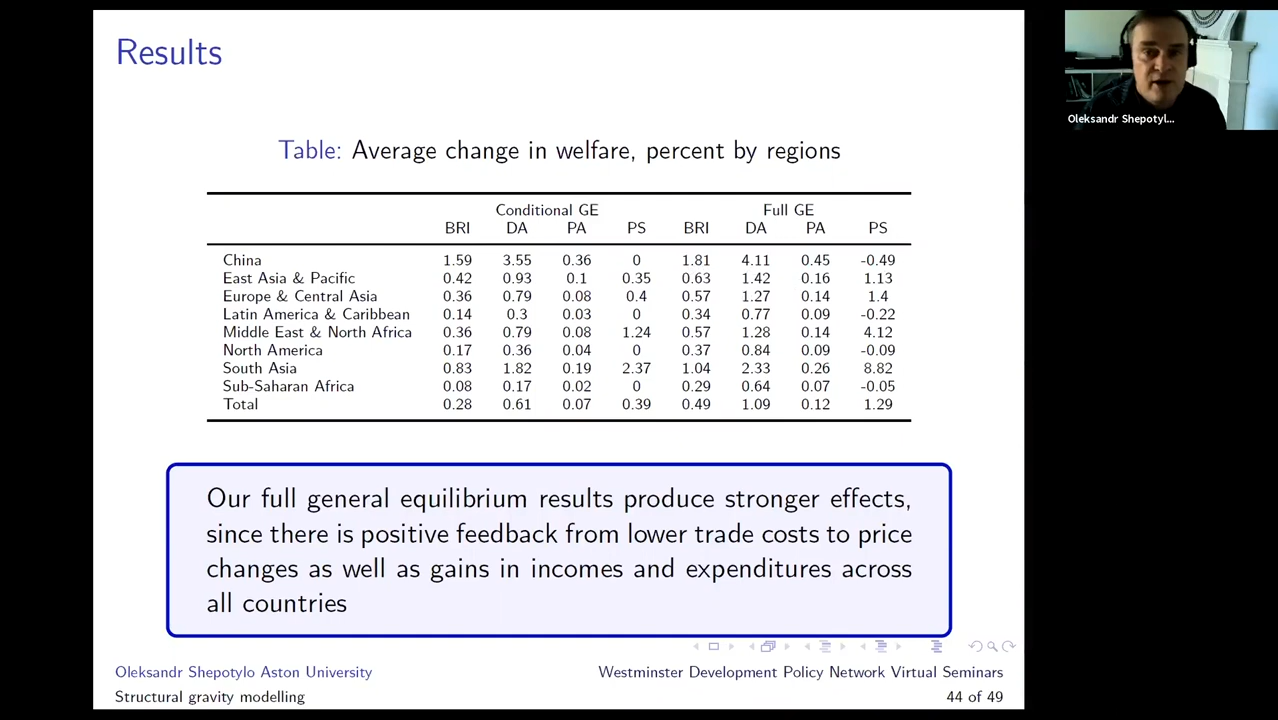 Results
Table: Average change in welfare, percent by regions
Conditional GE Full GE
BRI DA PA PS BRI DA PA PS
China 1.59 3.55 0.36 0 1.81 4.11 0.45 -0.49
East Asia & Pacific 0.42 0.93 0.1 0.35 0.63 1.42 0.16 1.13
Europe & Central Asia 0.36 0.79 0.08 0.4 0.57 1.27 0.14 1.4
Latin America & Caribbean 0.14 0.3 0.03 0 0.34 0.77 0.09 -0.22
Middle East & North Africa 0.36 0.79 0.08 1.24 0.57 1.28 0.14 4.12
North America 0.17 0.36 0.04 0 0.37 0.84 0.09 -0.09
South Asia 0.83 1.82 0.19 2.37 1.04 2.33 0.26 8.82
Sub-Saharan Africa 0.08 0.17 0.02 0 0.29 0.64 0.07 -0.05
Total 0.28 0.61 0.07 0.39 0.49 1.09 0.12 1.29
Our full general equilibrium results produce stronger effects,
since there is positive feedback from lower trade costs to price
changes as well as gains in incomes and expenditures across
all countries
Oleksandr Shepotylo Aston University Westminster Development Policy Network Virtual Seminars
Structural gravity modelling 44 of 49
Oleksandr Shepotyl...